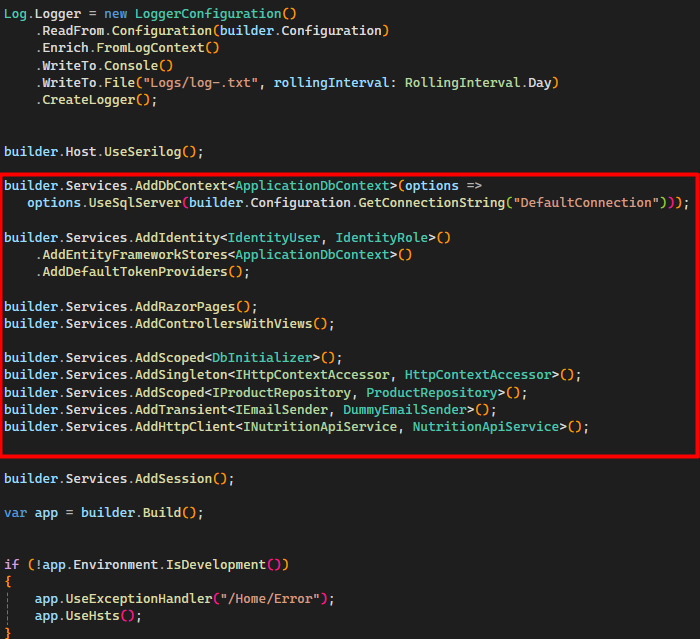 Log.Logger = new LoggerConfiguration()
.ReadFrom.Configuration(builder.Configuration)
.Enrich.FromLogContext()
.WriteTo.Console()
.WriteTo.File("Logs/log-.txt", rollingInterval: RollingInterval.Day)
.CreateLogger();
builder.Host.UseSerilog();
builder.Services.AddDbContext<ApplicationDbContext>(options =>
options.UseSqlServer(builder.Configuration.GetConnectionString("DefaultConnection")));
builder.Services.AddIdentity<IdentityUser, IdentityRole>()
.AddEntityFrameworkStores<ApplicationDbContext>()
.AddDefaultTokenProviders();
builder.Services.AddRazorPages();
builder.Services.AddControllersWithViews();
builder.Services.AddScoped<DbInitializer>();
builder.Services.AddSingleton<IHttpContextAccessor, HttpContextAccessor>();
builder.Services.AddScoped<IProductRepository, ProductRepository>();
builder.Services.AddTransient<IEmailSender, DummyEmailSender>();
builder.Services.AddHttpClient<INutritionApiService, NutritionApiService>();
builder.Services.AddSession();
var app = builder.Build();
if (!app.Environment.IsDevelopment())
{
app.UseExceptionHandler("/Home/Error");
app.UseHsts();
}